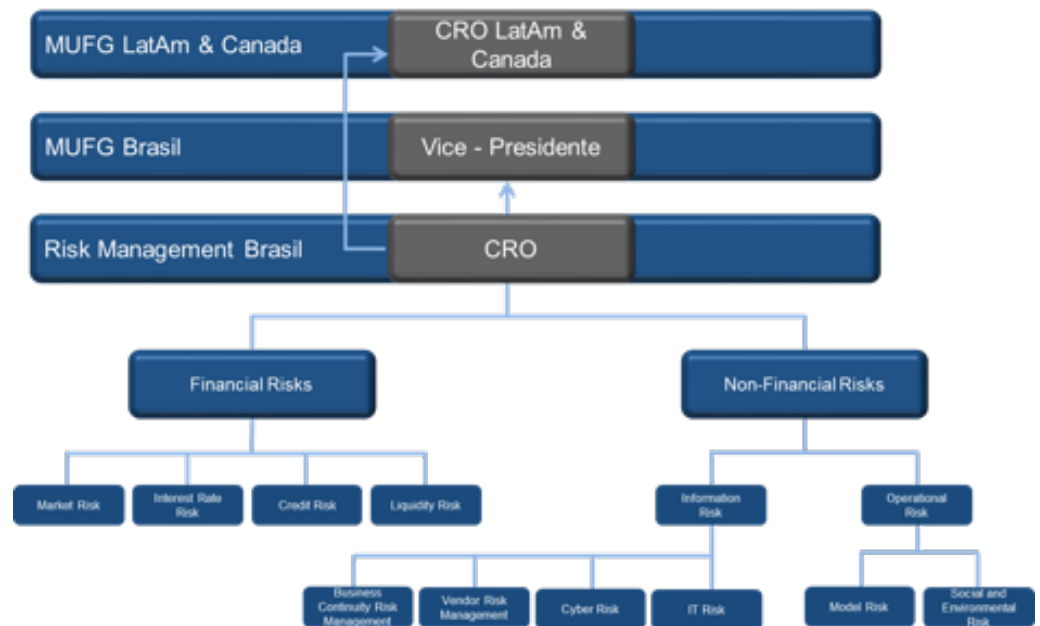 MUFG LatAm & Canada
CRO LatAm &
Canada
MUFG Brasil
Vice - Presidente
Risk Management Brasil
CRO
Financial Risks
Non-Financial Risks
Market Risk
Interest Rate
Risk
Credit Risk
Liquidity Risk
Information
Risk
Operational
Risk
Business
Continuity Risk
Management
Vendor Risk
Management
Cyber Risk
IT Risk
Model Risk
Social and
Environmental
Risk